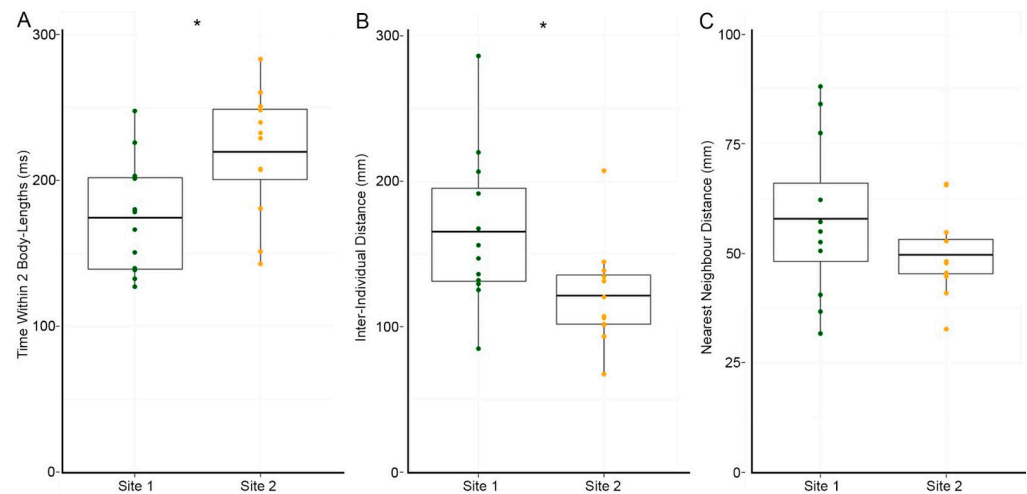 A
*
Time Within 2 Body-Lengths (ms)
300
200
100
0
Site 1
Site 2
B
*
Inter-Individual Distance (mm)
300
200
100
0
Site 1
Site 2
C
Nearest Neighbour Distance (mm)
100
75
50
25
0
Site 1
Site 2